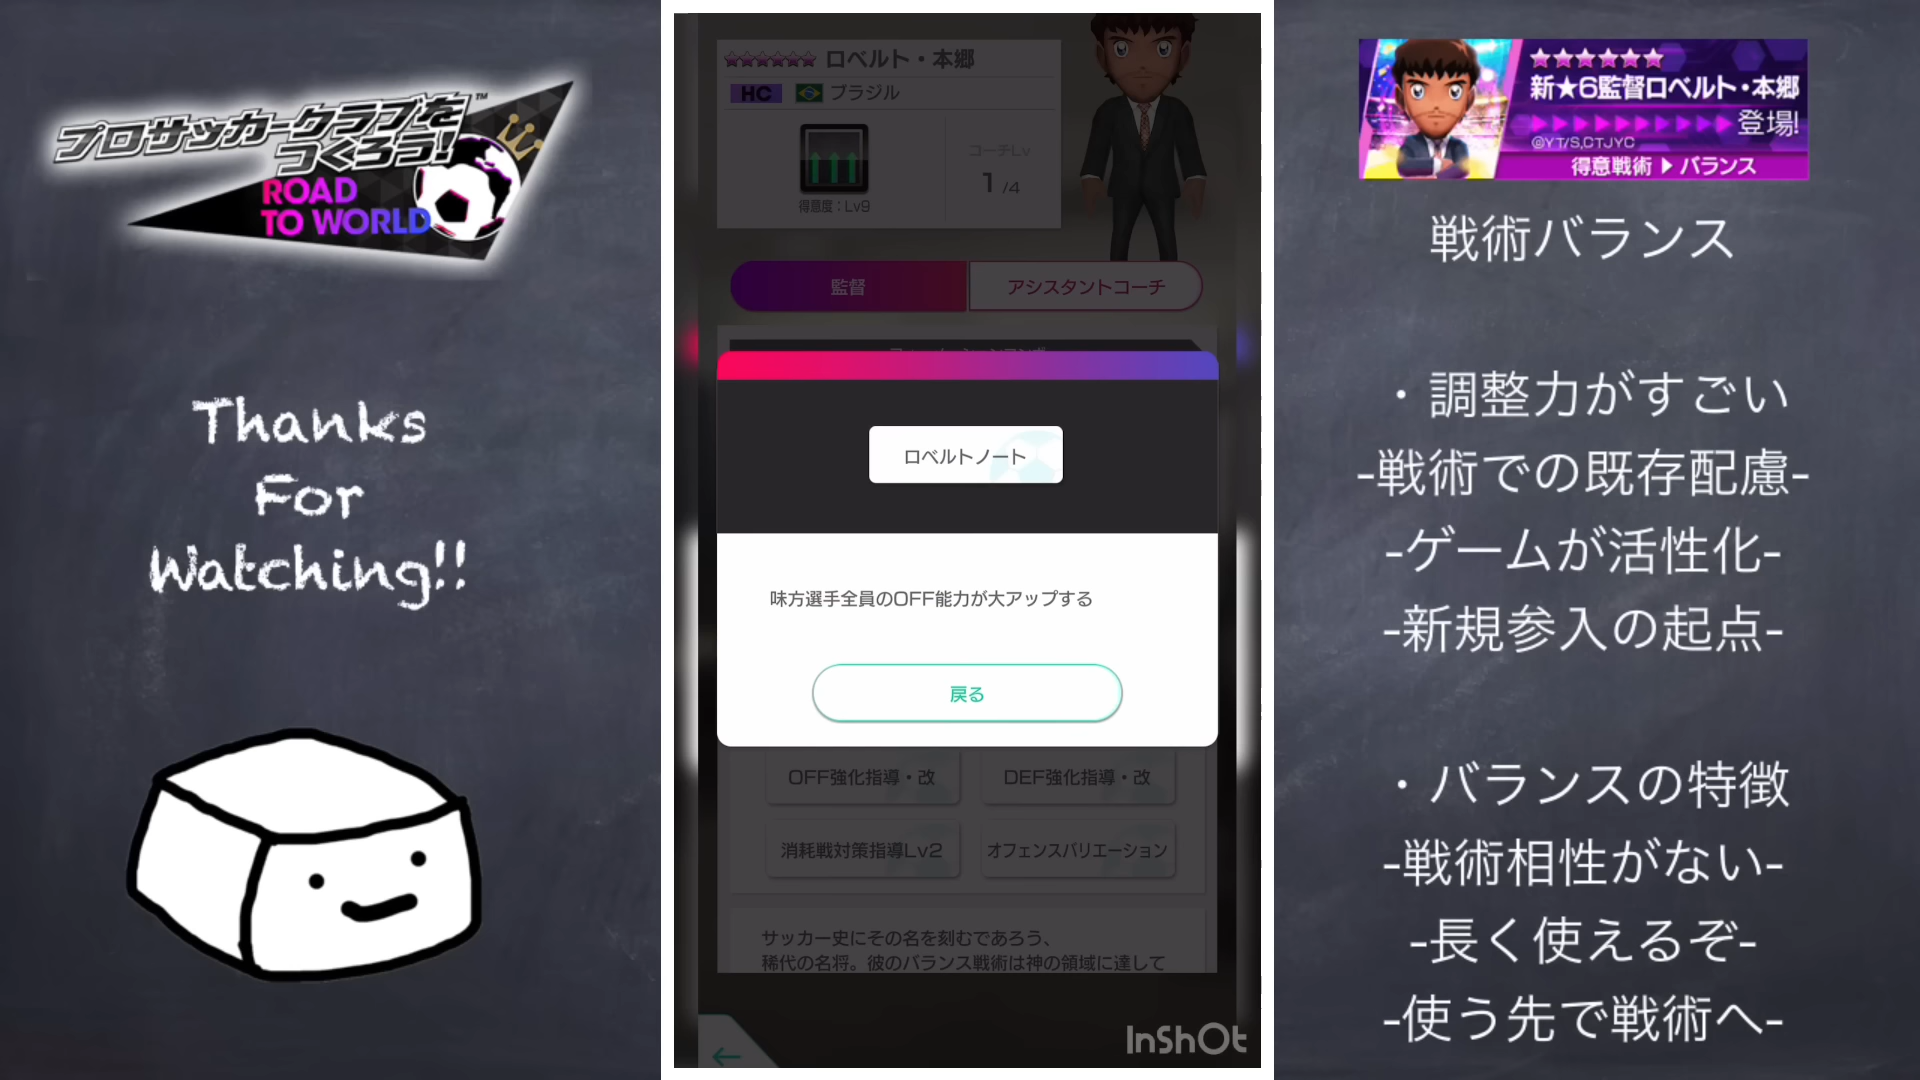 プロサッカークラブを
つくろう!
TM
ROAD
TO WORLD
Thanks
For
Watching!!
★★★★★★ ロベルト・本郷
HC ブラジル
得意度：Lv9
コーチLv
1 /4
監督
アシスタントコーチ
ロベルトノート
味方選手全員のOFF能力が大アップする
戻る
OFF強化指導・改
DEF強化指導・改
消耗戦対策指導Lv2
オフェンスバリエーション
サッカー史にその名を刻むであろう、
稀代の名将。彼のバランス戦術は神の領域に達して
InShOt
★★★★★★
新★6監督ロベルト・本郷
登場!
©YT/S,CTJYC
得意戦術▶バランス
戦術バランス
・調整力がすごい
-戦術での既存配慮-
-ゲームが活性化-
-新規参入の起点-
・バランスの特徴
-戦術相性がない-
-長く使えるぞ-
-使う先で戦術へ-